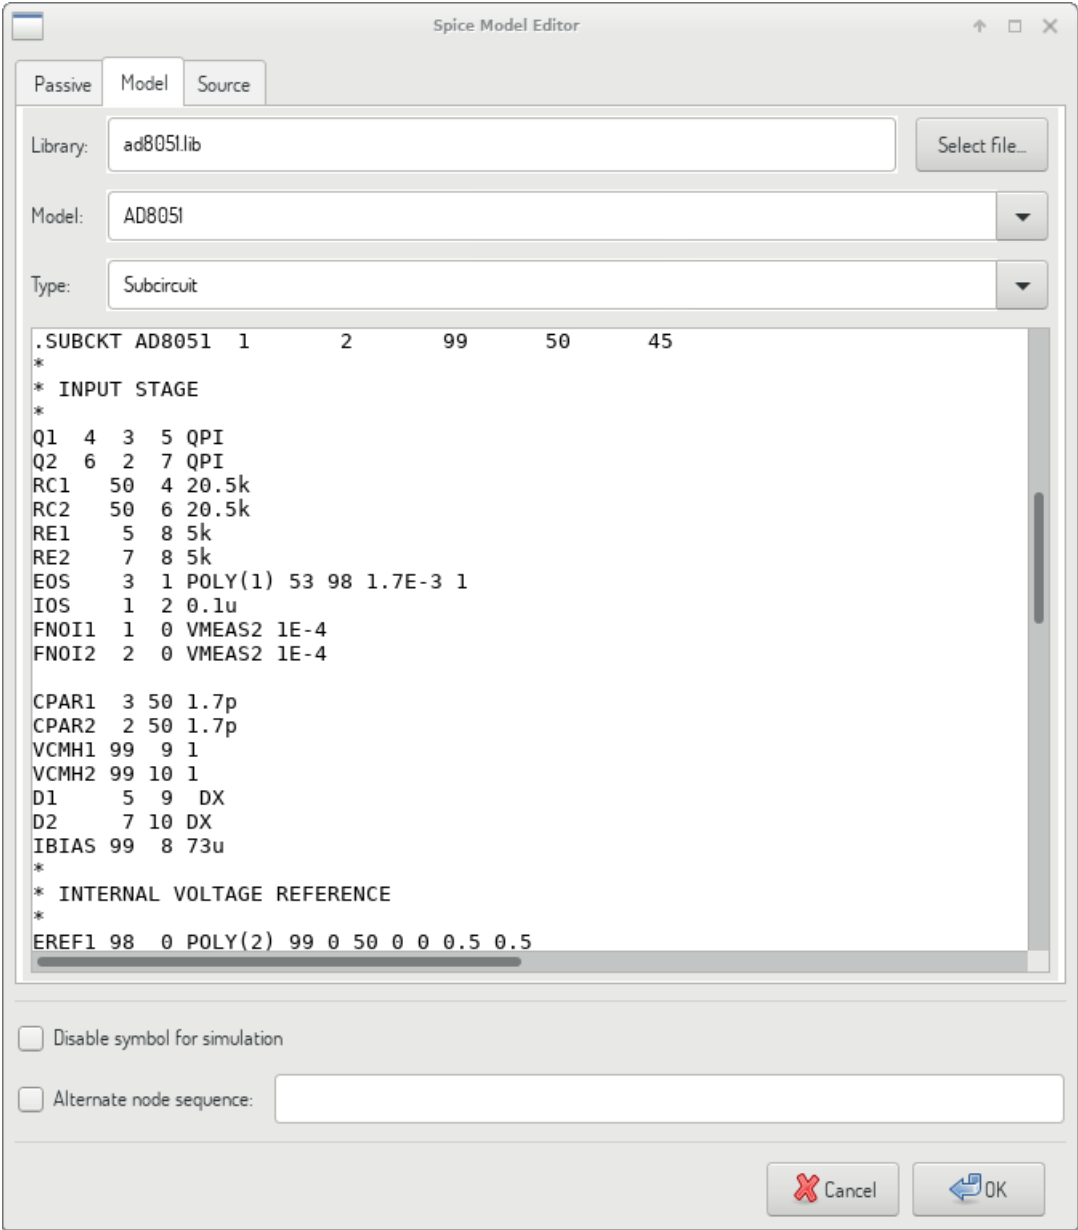 Spice Model Editor
Passive Model Source
Library: ad8051.lib Select file...
Model: AD8051
Type: Subcircuit
.SUBCKT AD8051  1       2       99      50      45
*
*  INPUT STAGE
*
Q1  4  3  5 QPI
Q2  6  2  7 QPI
RC1   50  4 20.5k
RC2   50  6 20.5k
RE1    5  8 5k
RE2    7  8 5k
EOS    3  1 POLY(1) 53 98 1.7E-3 1
IOS    1  2 0.1u
FNOI1  1  0 VMEAS2 1E-4
FNOI2  2  0 VMEAS2 1E-4
CPAR1  3 50 1.7p
CPAR2  2 50 1.7p
VCMH1 99  9 1
VCMH2 99 10 1
D1     5  9  DX
D2     7 10 DX
IBIAS 99  8 73u
*
*  INTERNAL VOLTAGE REFERENCE
*
EREF1 98  0 POLY(2) 99 0 50 0 0 0.5 0.5
Disable symbol for simulation
Alternate node sequence:
Cancel OK